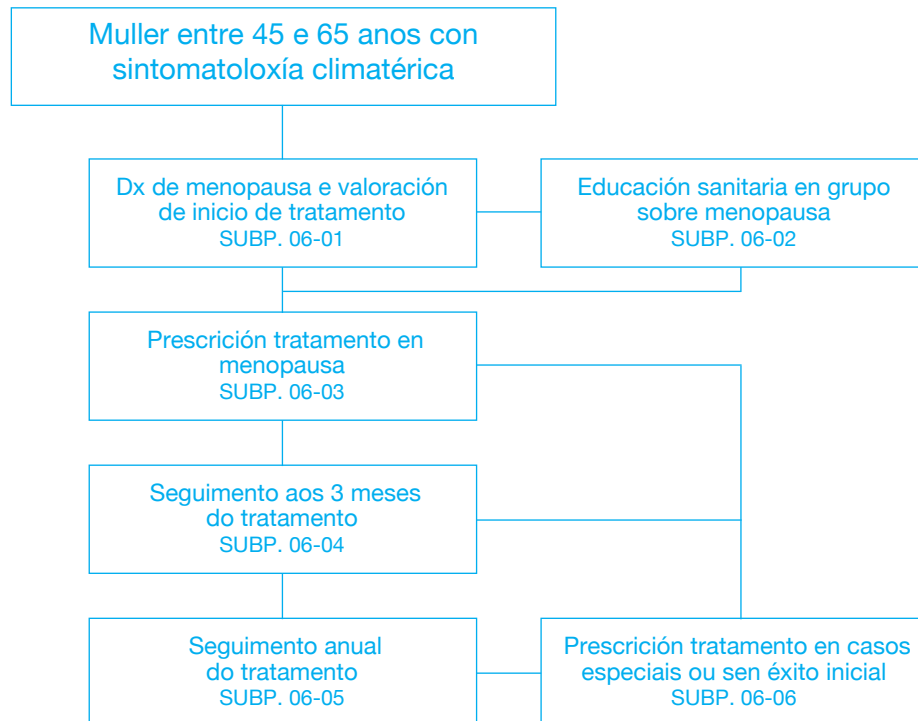 Muller entre 45 e 65 anos con
sintomatoloxía climatérica
Dx de menopausa e valoración
de inicio de tratamento
SUBP. 06-01
Educación sanitaria en grupo
sobre menopausa
SUBP. 06-02
Prescrición tratamento en
menopausa
SUBP. 06-03
Seguimento aos 3 meses
do tratamento
SUBP. 06-04
Seguimento anual
do tratamento
SUBP. 06-05
Prescrición tratamento en casos
especiais ou sen éxito inicial
SUBP. 06-06